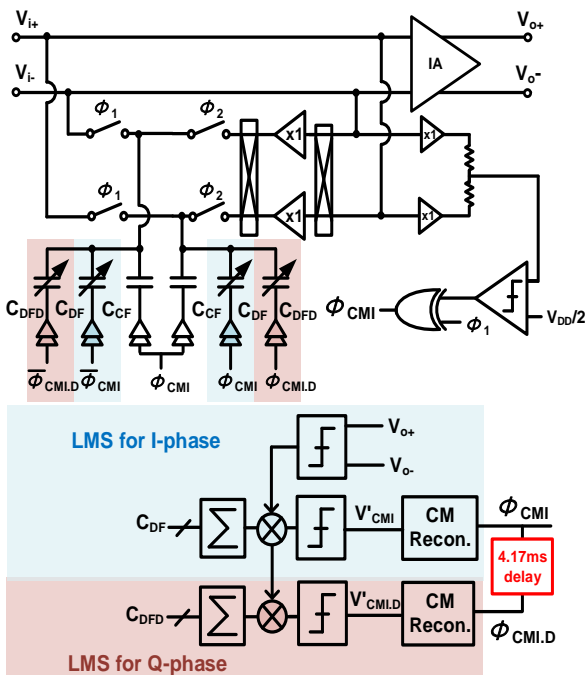 Vi+
Vo+
IA
Vi-
Vo-
ϕ1
ϕ2
x1
x1
ϕ1
ϕ2
x1
x1
CDFD
CDF
CCF
CCF
CDF
CDFD
ϕCMI
ϕ1
VDD/2
ϕCMI.D
ϕCMI
ϕCMI
ϕCMI
ϕCMI.D
LMS for I-phase
Vo+
Vo-
CDF
Σ
V'CMI
CM
Recon.
ϕCMI
4.17ms
delay
CDFD
Σ
V'CMI.D
CM
Recon.
ϕCMI.D
LMS for Q-phase